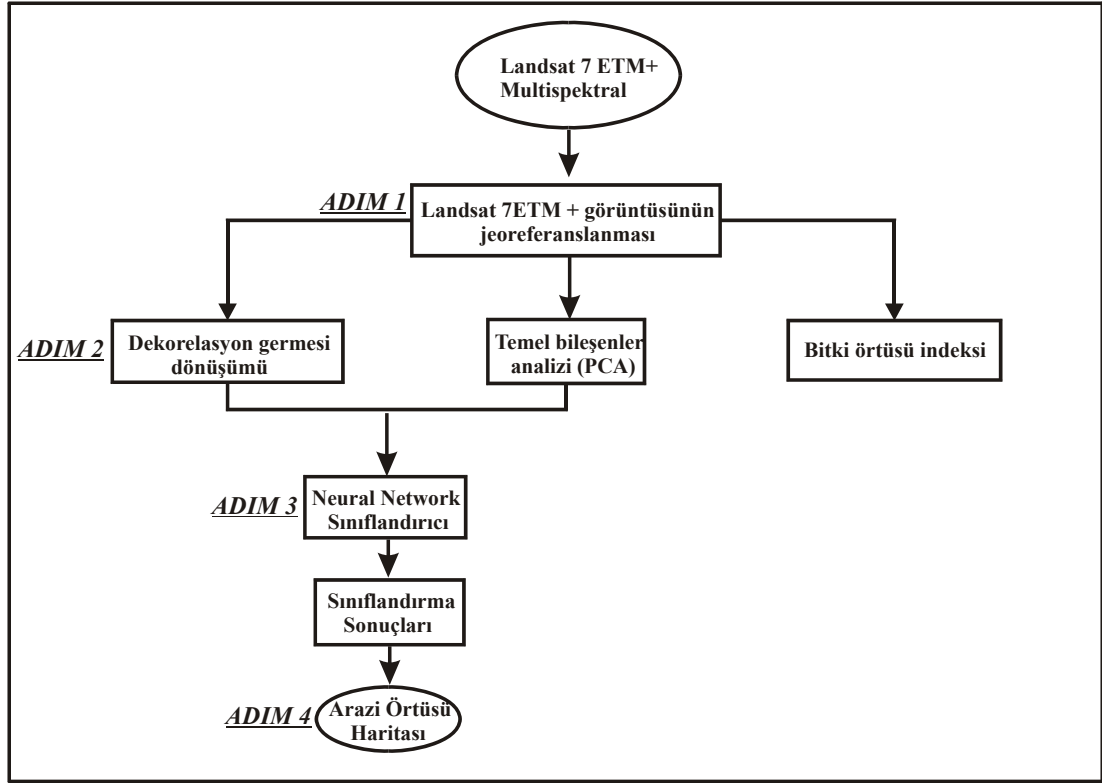 Landsat 7 ETM+
Multispektral
ADIM 1
Landsat 7ETM + görüntüsünün
jeoreferanslanması
ADIM 2
Dekorelasyon germesi
dönüşümü
Temel bileşenler
analizi (PCA)
Bitki örtüsü indeksi
ADIM 3
Neural Network
Sınıflandırıcı
Sınıflandırma
Sonuçları
ADIM 4
Arazi Örtüsü
Haritası